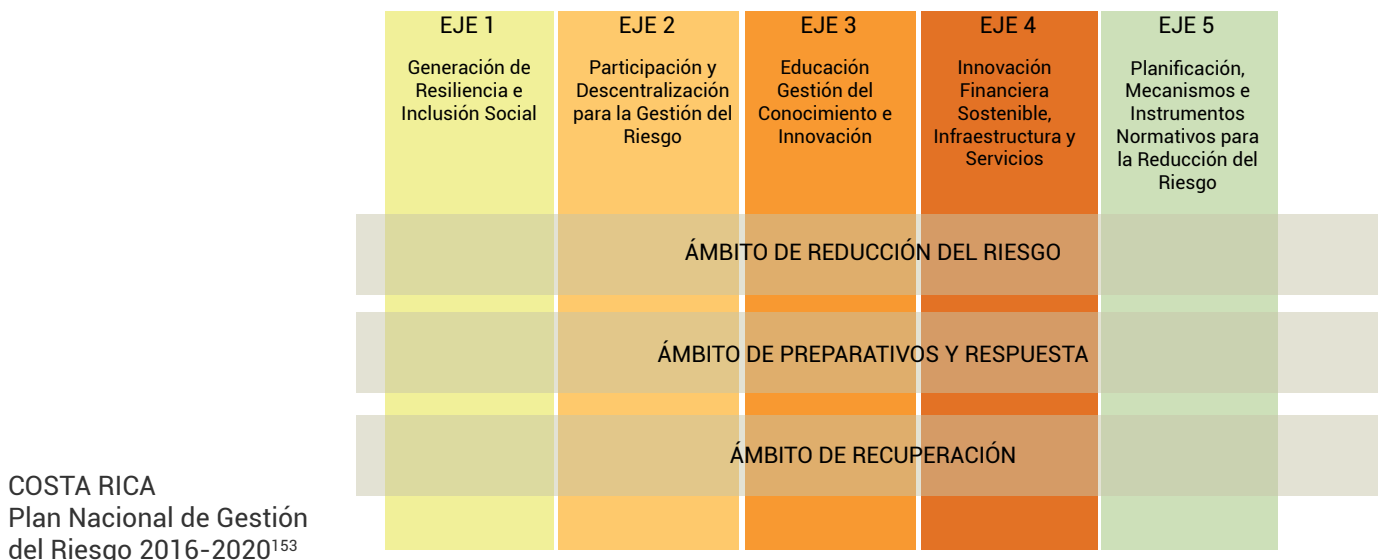 EJE 1
Generación de
Resiliencia e
Inclusión Social
EJE 2
Participación y
Descentralización
para la Gestión del
Riesgo
EJE 3
Educación
Gestión del
Conocimiento e
Innovación
EJE 4
Innovación
Financiera
Sostenible,
Infraestructura y
Servicios
EJE 5
Planificación,
Mecanismos e
Instrumentos
Normativos para
la Reducción del
Riesgo
ÁMBITO DE REDUCCIÓN DEL RIESGO
ÁMBITO DE PREPARATIVOS Y RESPUESTA
ÁMBITO DE RECUPERACIÓN
COSTA RICA
Plan Nacional de Gestión
del Riesgo 2016-2020¹⁵³